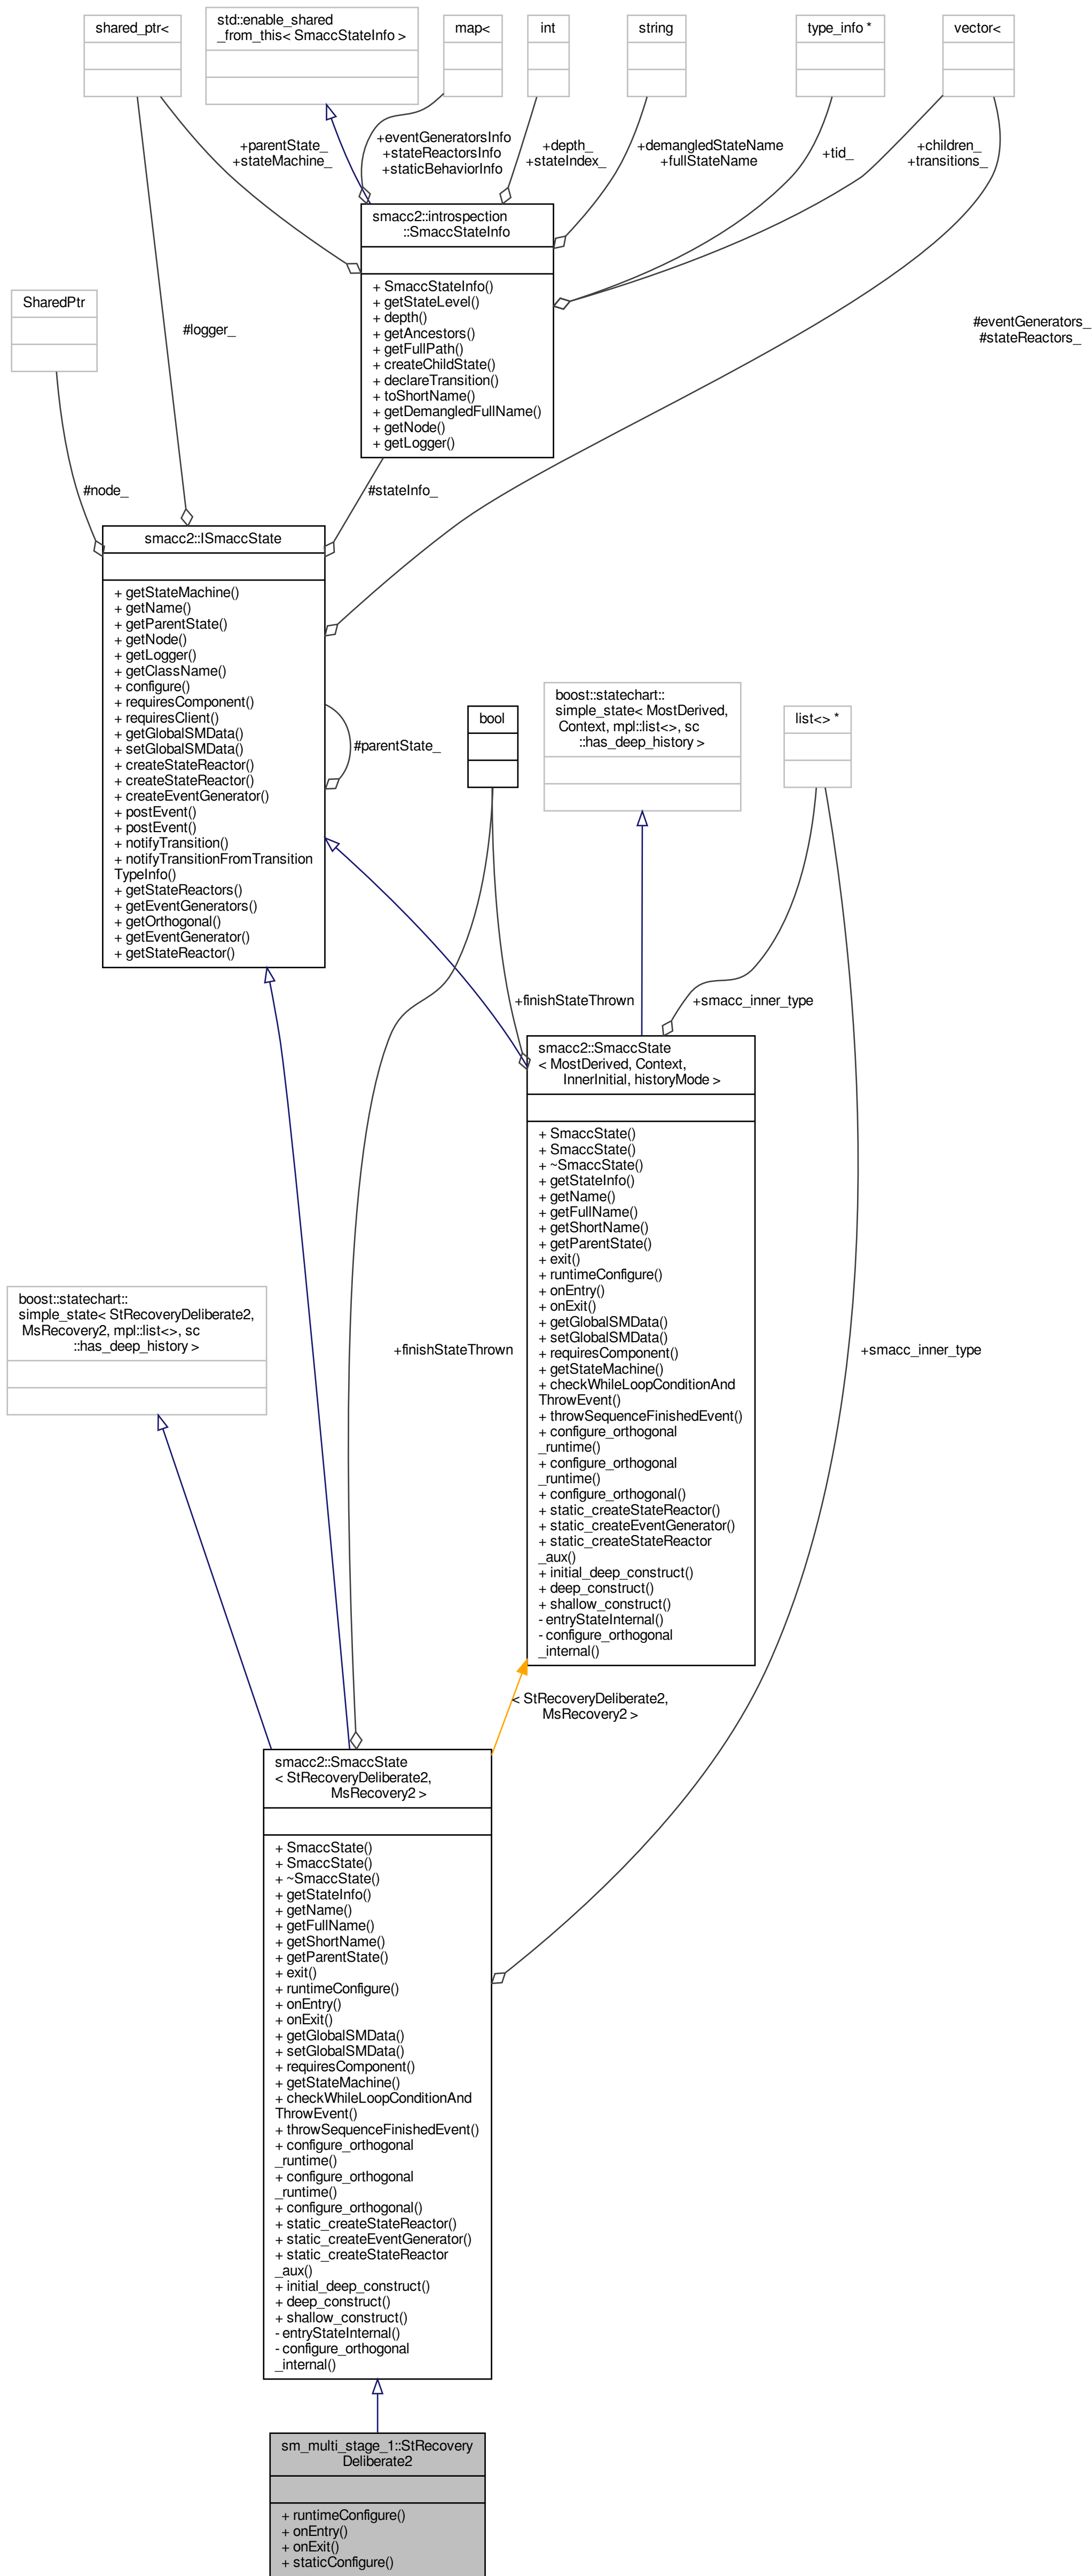 shared_ptr<
std::enable_shared
_from_this< SmaccStateInfo >
map<
int
string
type_info *
vector<
+parentState_
+stateMachine_
+eventGeneratorsInfo
+stateReactorsInfo
+staticBehaviorInfo
+depth_
+stateIndex_
+demangledStateName
+fullStateName
+tid_
+children_
+transitions_
smacc2::introspection
::SmaccStateInfo
+ SmaccStateInfo()
+ getStateLevel()
+ depth()
+ getAncestors()
+ getFullPath()
+ createChildState()
+ declareTransition()
+ toShortName()
+ getDemangledFullName()
+ getNode()
+ getLogger()
SharedPtr
#logger_
#eventGenerators_
#stateReactors_
#node_
#stateInfo_
smacc2::ISmaccState
+ getStateMachine()
+ getName()
+ getParentState()
+ getNode()
+ getLogger()
+ getClassName()
+ configure()
+ requiresComponent()
+ requiresClient()
+ getGlobalSMData()
+ setGlobalSMData()
+ createStateReactor()
+ createStateReactor()
+ createEventGenerator()
+ postEvent()
+ postEvent()
+ notifyTransition()
+ notifyTransitionFromTransition
TypeInfo()
+ getStateReactors()
+ getEventGenerators()
+ getOrthogonal()
+ getEventGenerator()
+ getStateReactor()
#parentState_
bool
boost::statechart::
simple_state< MostDerived,
Context, mpl::list<>, sc
::has_deep_history >
list<> *
+finishStateThrown
+smacc_inner_type
smacc2::SmaccState
< MostDerived, Context,
InnerInitial, historyMode >
+ SmaccState()
+ SmaccState()
+ ~SmaccState()
+ getStateInfo()
+ getName()
+ getFullName()
+ getShortName()
+ getParentState()
+ exit()
+ runtimeConfigure()
+ onEntry()
+ onExit()
+ getGlobalSMData()
+ setGlobalSMData()
+ requiresComponent()
+ getStateMachine()
+ checkWhileLoopConditionAnd
ThrowEvent()
+ throwSequenceFinishedEvent()
+ configure_orthogonal
_runtime()
+ configure_orthogonal
_runtime()
+ configure_orthogonal()
+ static_createStateReactor()
+ static_createEventGenerator()
+ static_createStateReactor
_aux()
+ initial_deep_construct()
+ deep_construct()
+ shallow_construct()
- entryStateInternal()
- configure_orthogonal
_internal()
boost::statechart::
simple_state< StRecoveryDeliberate2,
MsRecovery2, mpl::list<>, sc
::has_deep_history >
+finishStateThrown
+smacc_inner_type
< StRecoveryDeliberate2,
MsRecovery2 >
smacc2::SmaccState
< StRecoveryDeliberate2,
MsRecovery2 >
+ SmaccState()
+ SmaccState()
+ ~SmaccState()
+ getStateInfo()
+ getName()
+ getFullName()
+ getShortName()
+ getParentState()
+ exit()
+ runtimeConfigure()
+ onEntry()
+ onExit()
+ getGlobalSMData()
+ setGlobalSMData()
+ requiresComponent()
+ getStateMachine()
+ checkWhileLoopConditionAnd
ThrowEvent()
+ throwSequenceFinishedEvent()
+ configure_orthogonal
_runtime()
+ configure_orthogonal
_runtime()
+ configure_orthogonal()
+ static_createStateReactor()
+ static_createEventGenerator()
+ static_createStateReactor
_aux()
+ initial_deep_construct()
+ deep_construct()
+ shallow_construct()
- entryStateInternal()
- configure_orthogonal
_internal()
sm_multi_stage_1::StRecovery
Deliberate2
+ runtimeConfigure()
+ onEntry()
+ onExit()
+ staticConfigure()